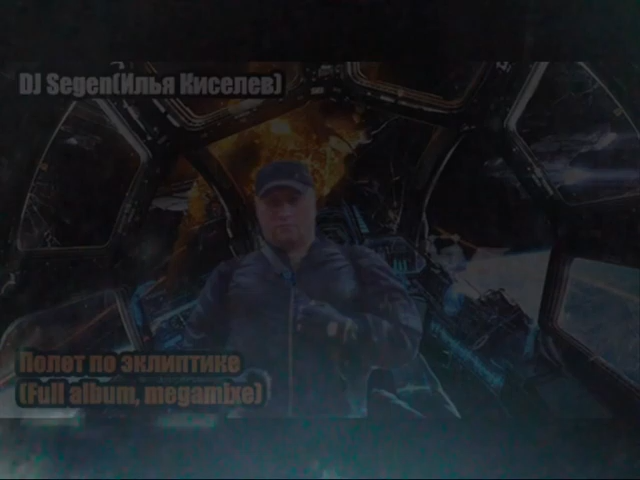 DJ Segen(Илья Киселев)
Полет по эклиптике
(Full album, megamixe)